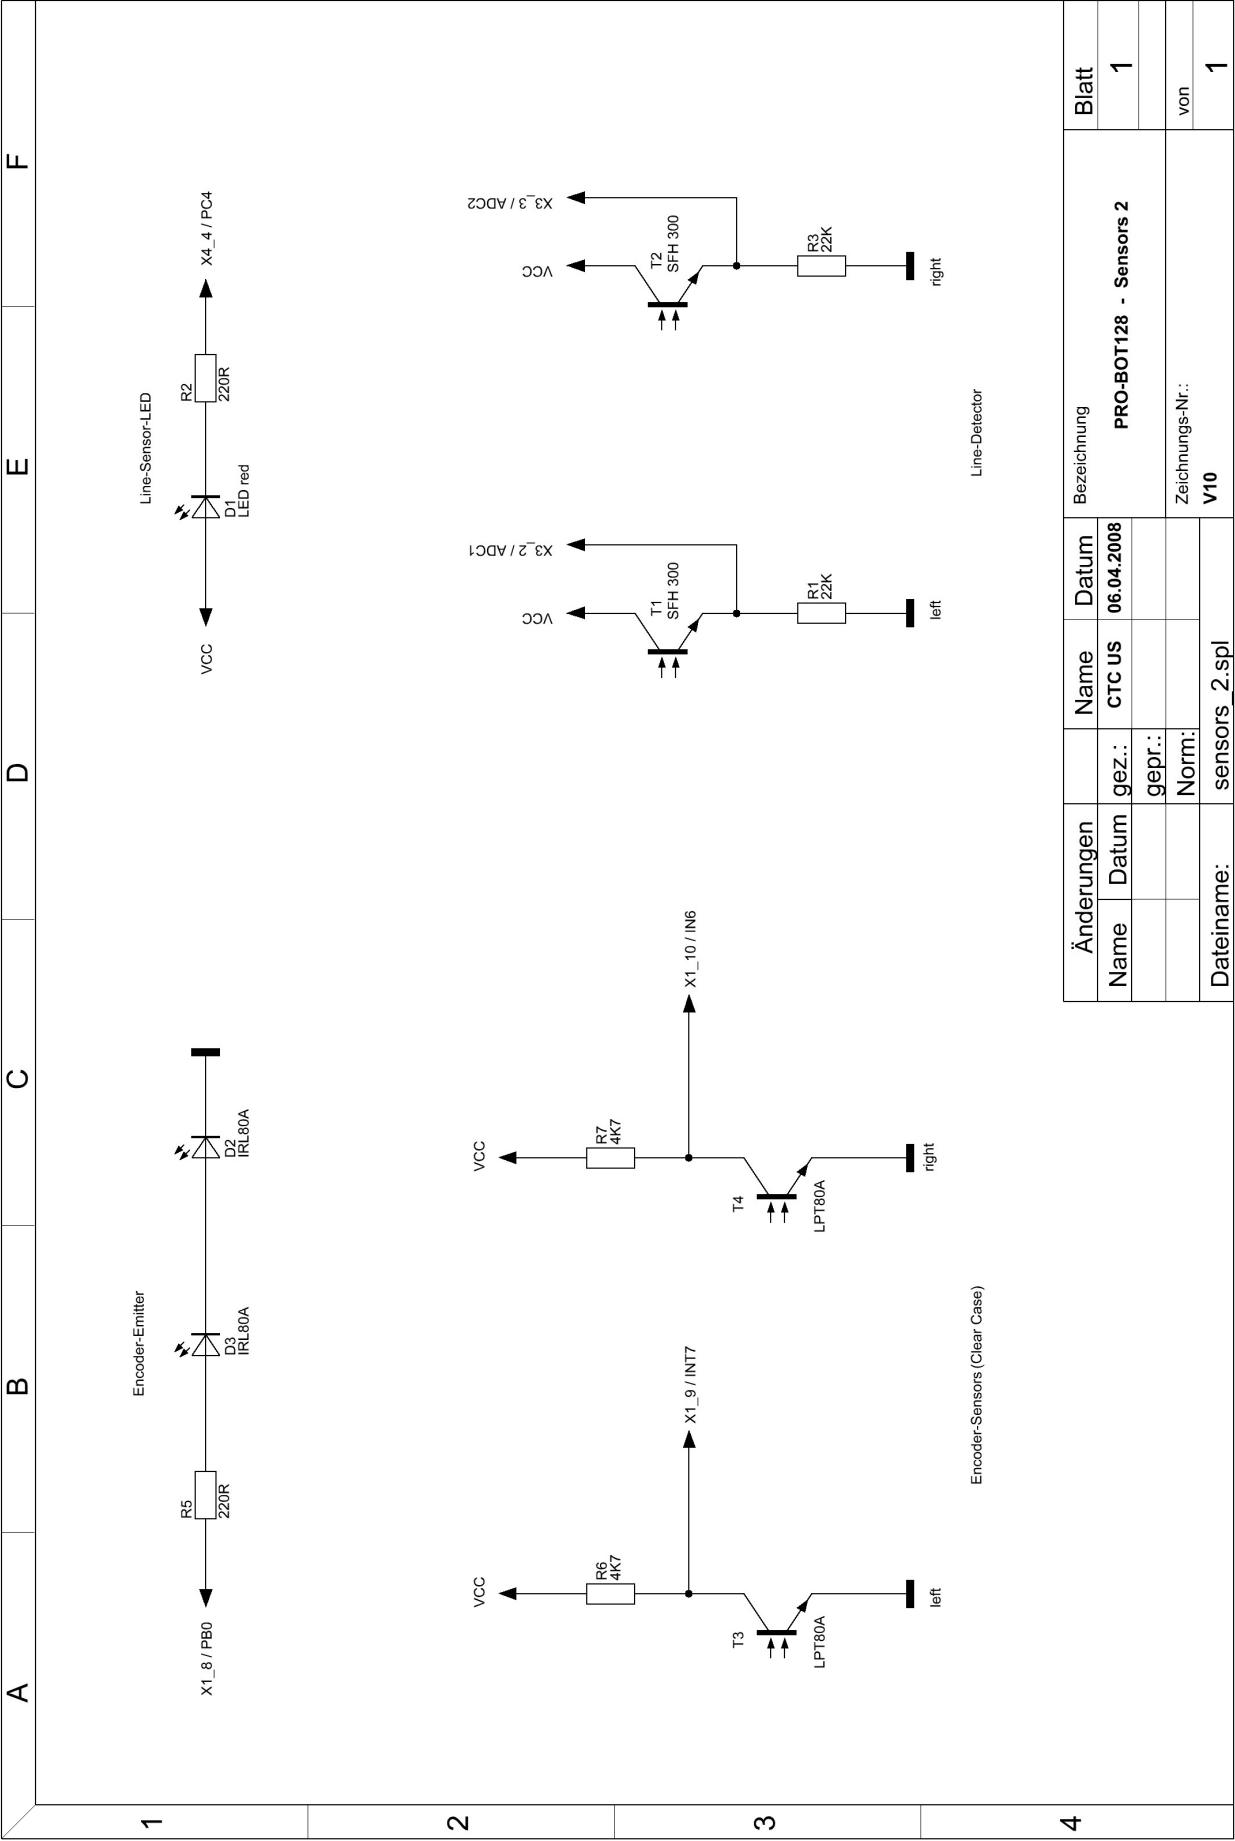 A
B
C
D
E
F
1
2
3
4
Encoder-Emitter
X1_8 / PB0
R5
220R
D3
IRL80A
D2
IRL80A
Line-Sensor-LED
VCC
D1
LED red
R2
220R
X4_4 / PC4
VCC
R6
4K7
X1_9 / INT7
T3
LPT80A
left
VCC
R7
4K7
X1_10 / IN6
T4
LPT80A
right
Encoder-Sensors (Clear Case)
VCC
X3_2 / ADC1
T1
SFH 300
R1
22K
left
VCC
X3_3 / ADC2
T2
SFH 300
R3
22K
right
Line-Detector
Änderungen
Name Datum
Name Datum
gez.: CTC US 06.04.2008
gepr.:
Norm:
Dateiname: sensors_2.spl
Bezeichnung
PRO-BOT128 - Sensors 2
Zeichnungs-Nr.:
V10
Blatt
1
von
1